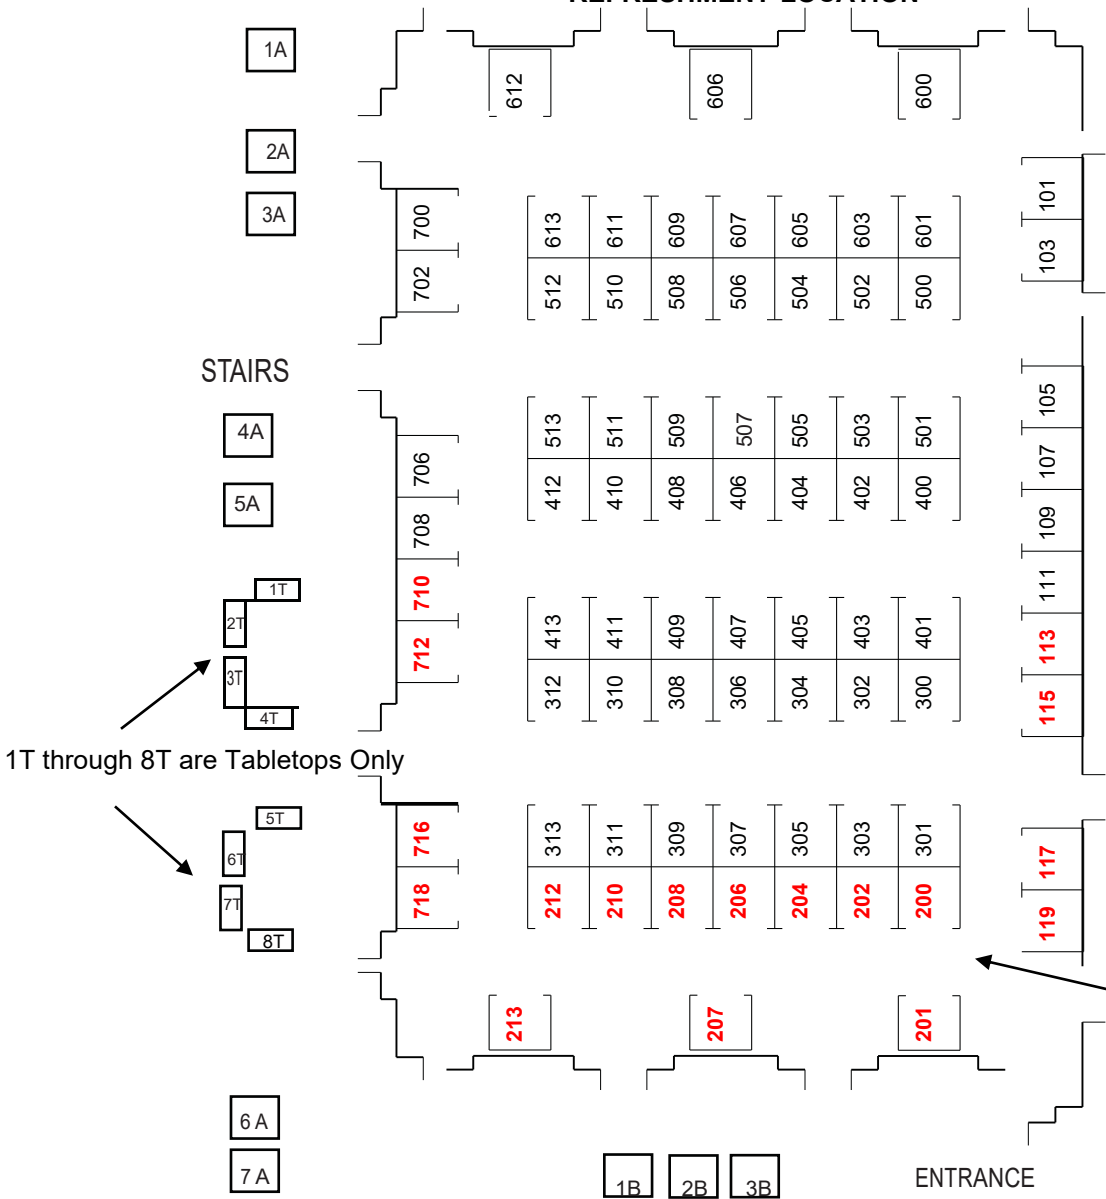 REFRESHMENT LOCATION
1A
612
606
600
2A
3A
700
702
613 611 609 607 605 603 601
512 510 508 506 504 502 500
101
103
STAIRS
4A
5A
706
708
710
712
513 511 509 507 505 503 501
412 410 408 406 404 402 400
105
107
109
111
113
115
1T
2T
3T
4T
413 411 409 407 405 403 401
312 310 308 306 304 302 300
1T through 8T are Tabletops Only
5T
6T
7T
8T
716
718
313 311 309 307 305 303 301
212 210 208 206 204 202 200
117
119
213
207
201
6 A
7 A
1B
2B
3B
ENTRANCE